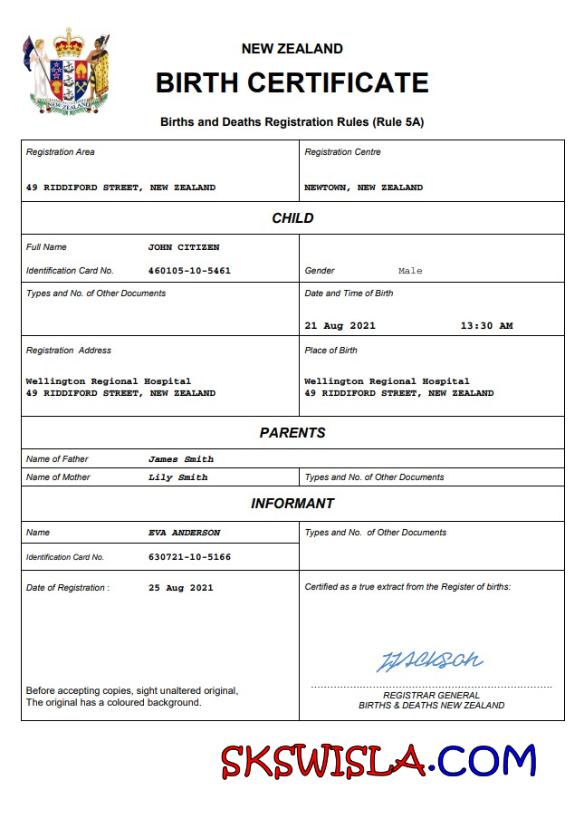 NEW ZEALAND
BIRTH CERTIFICATE
Births and Deaths Registration Rules (Rule 5A)
NEW ZEALAND
Registration Area
Registration Centre
49 RIDDIFORD STREET, NEW ZEALAND
NEWTOWN, NEW ZEALAND
CHILD
Full Name JOHN CITIZEN
Identification Card No. 460105-10-5461
Gender Male
Types and No. of Other Documents
Date and Time of Birth
21 Aug 2021 13:30 AM
Registration Address
Place of Birth
Wellington Regional Hospital
49 RIDDIFORD STREET, NEW ZEALAND
Wellington Regional Hospital
49 RIDDIFORD STREET, NEW ZEALAND
PARENTS
Name of Father James Smith
Name of Mother Lily Smith
Types and No. of Other Documents
INFORMANT
Name EVA ANDERSON
Types and No. of Other Documents
Identification Card No. 630721-10-5166
Date of Registration : 25 Aug 2021
Certified as a true extract from the Register of births:
Before accepting copies, sight unaltered original,
The original has a coloured background.
REGISTRAR GENERAL
BIRTHS & DEATHS NEW ZEALAND
SKSWISLA.COM